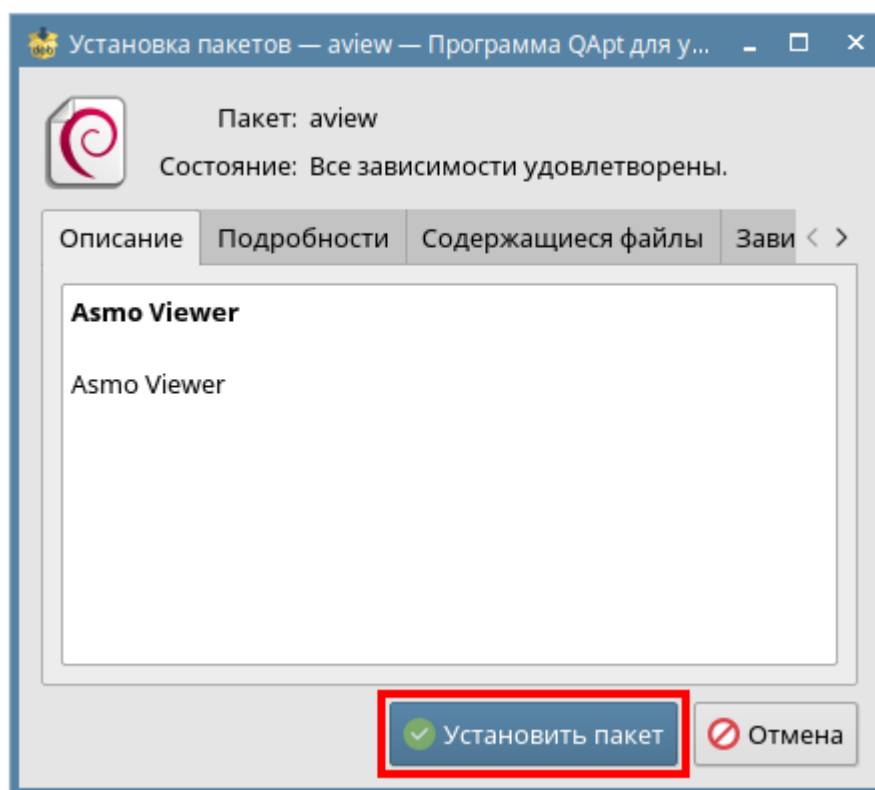 Установка пакетов — aview — Программа QApt для у...
Пакет: aview
Состояние: Все зависимости удовлетворены.
Описание Подробности Содержащиеся файлы Зави
Asmo Viewer
Asmo Viewer
Установить пакет Отмена